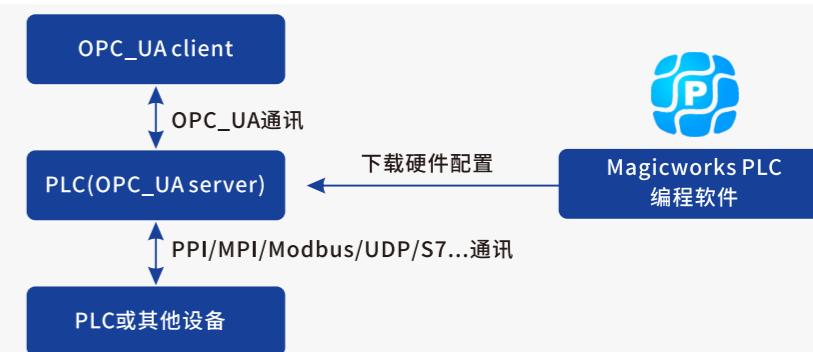 OPC_UA client
OPC_UA通讯
PLC(OPC_UA server)
下载硬件配置
P
Magicworks PLC
编程软件
PPI/MPI/Modbus/UDP/S7...通讯
PLC或其他设备